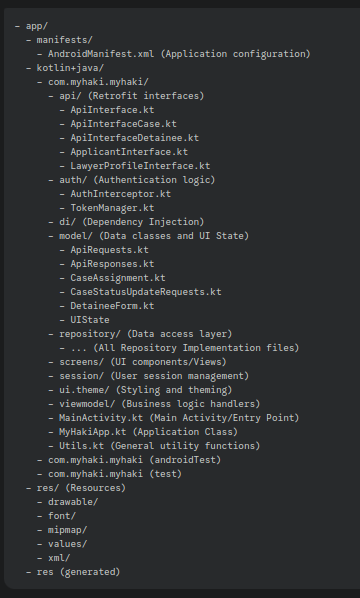 - app/
- manifests/
- AndroidManifest.xml (Application configuration)
- kotlin+java/
- com.myhaki.myhaki/
- api/ (Retrofit interfaces)
- ApiInterface.kt
- ApiInterfaceCase.kt
- ApiInterfaceDetainee.kt
- ApplicantInterface.kt
- LawyerProfileInterface.kt
- auth/ (Authentication logic)
- AuthInterceptor.kt
- TokenManager.kt
- di/ (Dependency Injection)
- model/ (Data classes and UI State)
- ApiRequests.kt
- ApiResponses.kt
- CaseAssignment.kt
- CaseStatusUpdateRequests.kt
- DetaineeForm.kt
- UIState
- repository/ (Data access layer)
- ... (All Repository Implementation files)
- screens/ (UI components/Views)
- session/ (User session management)
- ui.theme/ (Styling and theming)
- viewmodel/ (Business logic handlers)
- MainActivity.kt (Main Activity/Entry Point)
- MyHakiApp.kt (Application Class)
- Utils.kt (General utility functions)
- com.myhaki.myhaki (androidTest)
- com.myhaki.myhaki (test)
- res/ (Resources)
- drawable/
- font/
- mipmap/
- values/
- xml/
- res (generated)